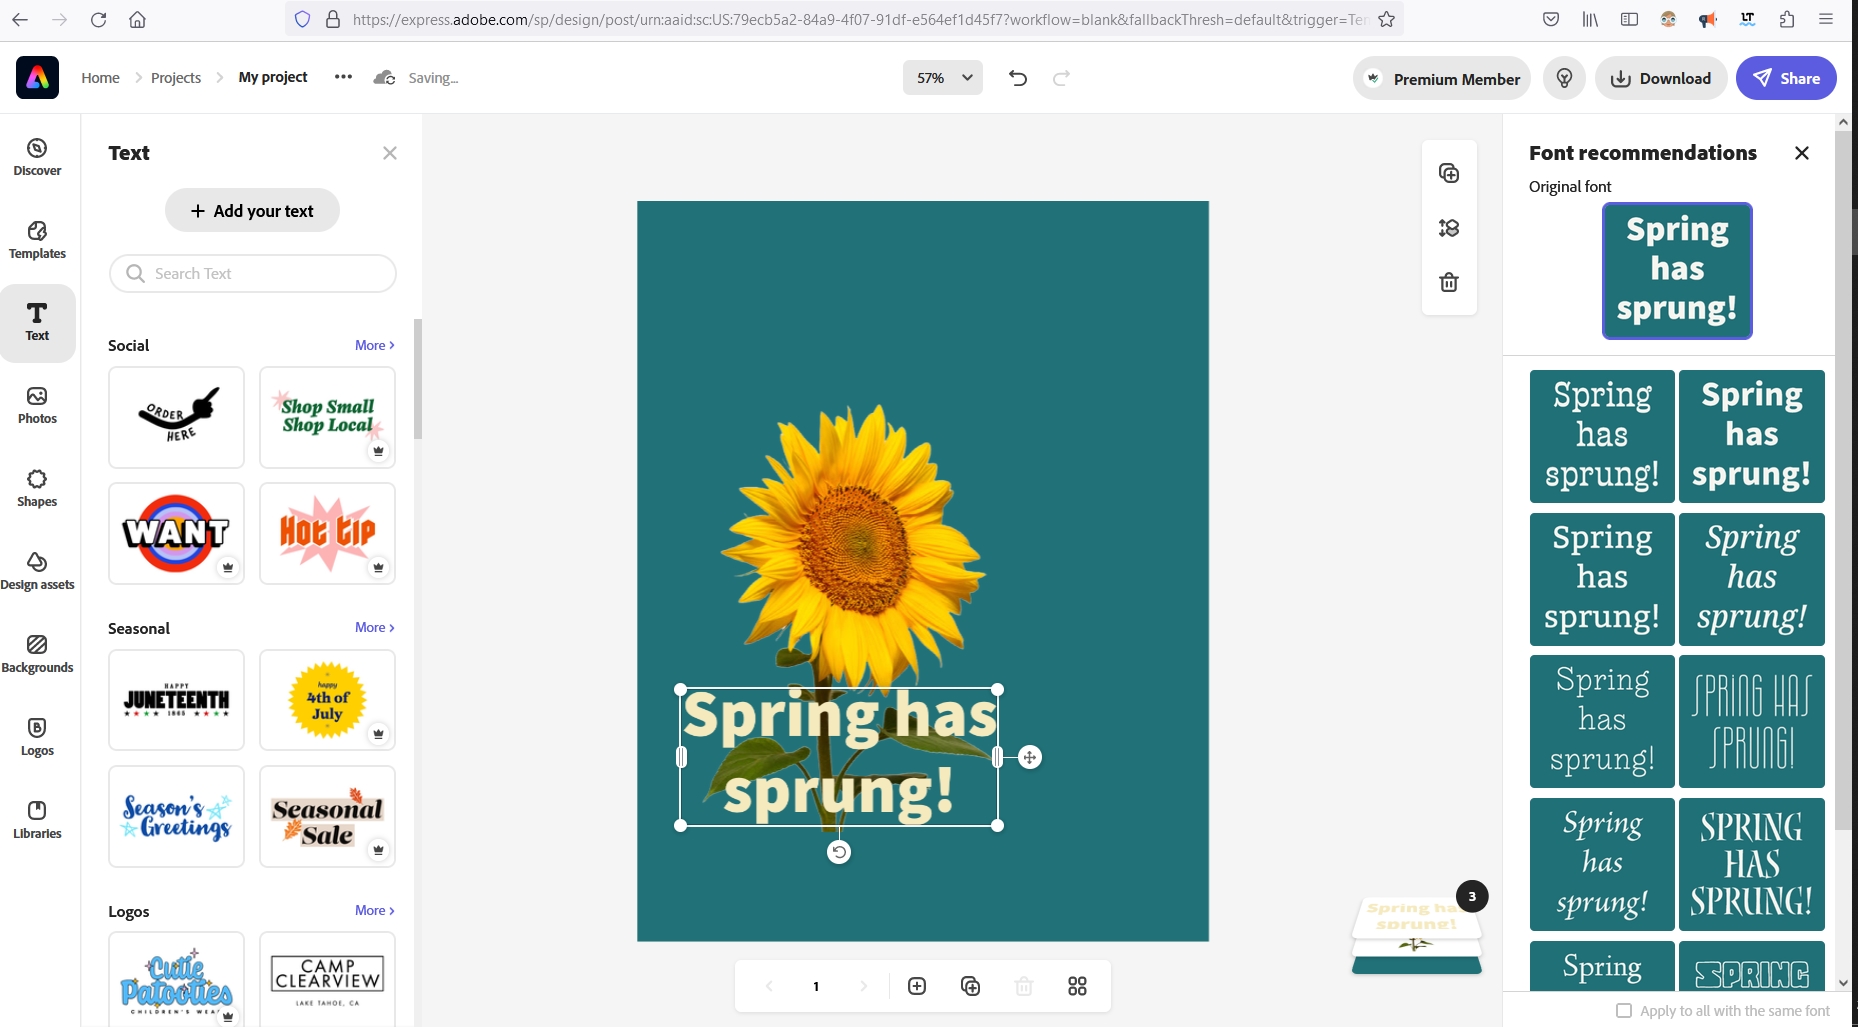 https://express.adobe.com/sp/design/post/urn:aaid:sc:US:79ecb5a2-84a9-4f07-91df-e564ef1d45f7?workflow=blank&fallbackThresh=default&trigger=Ter
Home
Projects
My project
Saving...
57%
Premium Member
Download
Share
Discover
Templates
Text
Photos
Shapes
Design assets
Backgrounds
Logos
Libraries
Text
+ Add your text
Search Text
Social
More >
ORDER
HERE
Shop Small
Shop Local
WANT
Hot tip
Seasonal
More >
HAPPY
JUNETEENTH
1865
happy
4th of
July
Season's
Greetings
Seasonal
Sale
Logos
More >
Cutie
Patooties
CHILDREN'S WEAR
CAMP
CLEARVIEW
LAKE TAHOE, CA
Spring has
sprung!
1
3
Spring has
sprung!
Font recommendations
Original font
Spring
has
sprung!
Spring
has
sprung!
Spring
has
sprung!
Spring
has
sprung!
Spring
has
sprung!
Spring
has
sprung!
SPRING HAS
SPRUNG!
Spring
has
sprung!
SPRING
HAS
SPRUNG!
Spring
SPRING
Apply to all with the same font
LT